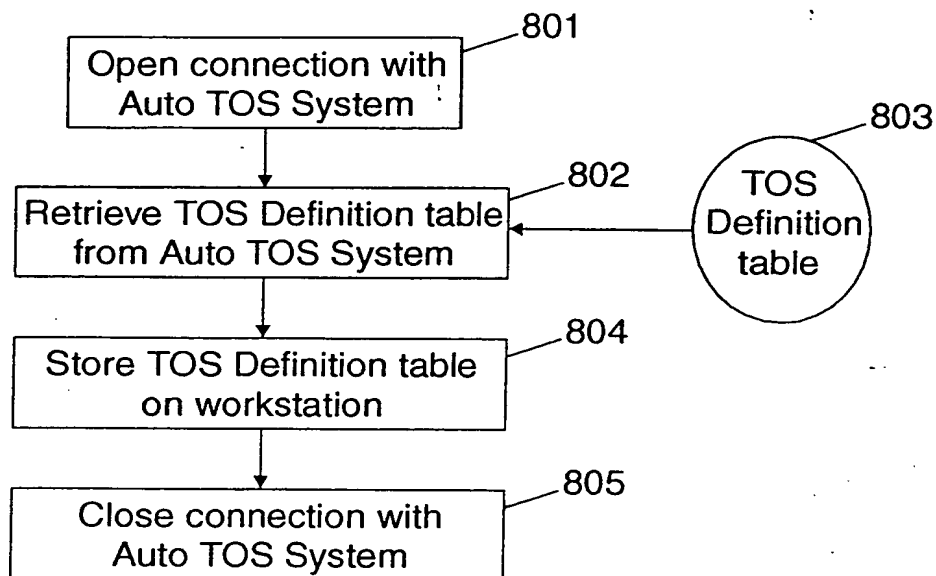 801
Open connection with
Auto TOS System
802
Retrieve TOS Definition table
from Auto TOS System
803
TOS
Definition
table
804
Store TOS Definition table
on workstation
805
Close connection with
Auto TOS System